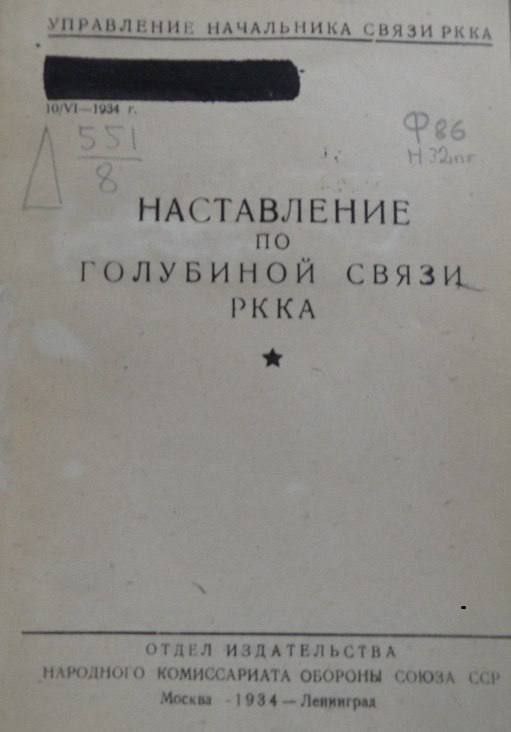 УПРАВЛЕНИЕ НАЧАЛЬНИКА СВЯЗИ РККА
10/VI—1934 г.
551
8
Ф86
Н32
НАСТАВЛЕНИЕ
ПО
ГОЛУБИНОЙ СВЯЗИ
РККА
ОТДЕЛ ИЗДАТЕЛЬСТВА
НАРОДНОГО КОМИССАРИАТА ОБОРОНЫ СОЮЗА ССР
Москва - 1934 — Ленинград